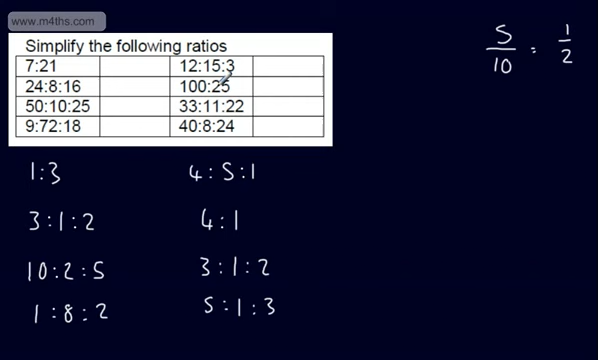 www.m4ths.com
5/10 = 1/2
Simplify the following ratios
7:21 12:15:3
24:8:16 100:25
50:10:25 33:11:22
9:72:18 40:8:24
1:3 4:5:1
3:1:2 4:1
10:2:5 3:1:2
1:8:2 5:1:3